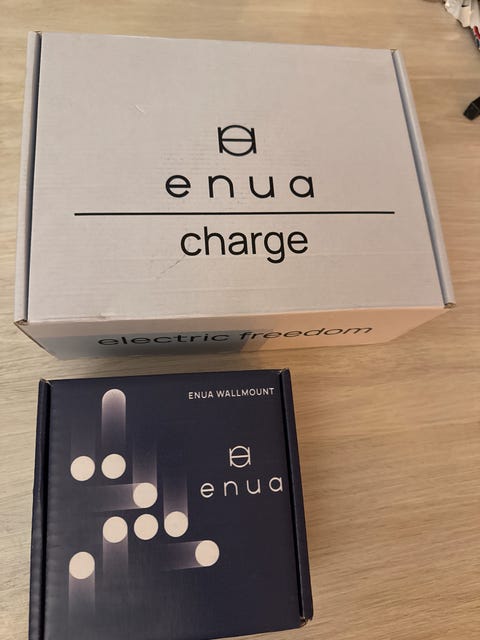 enua
charge
electric freedom
ENUA WALLMOUNT
enua